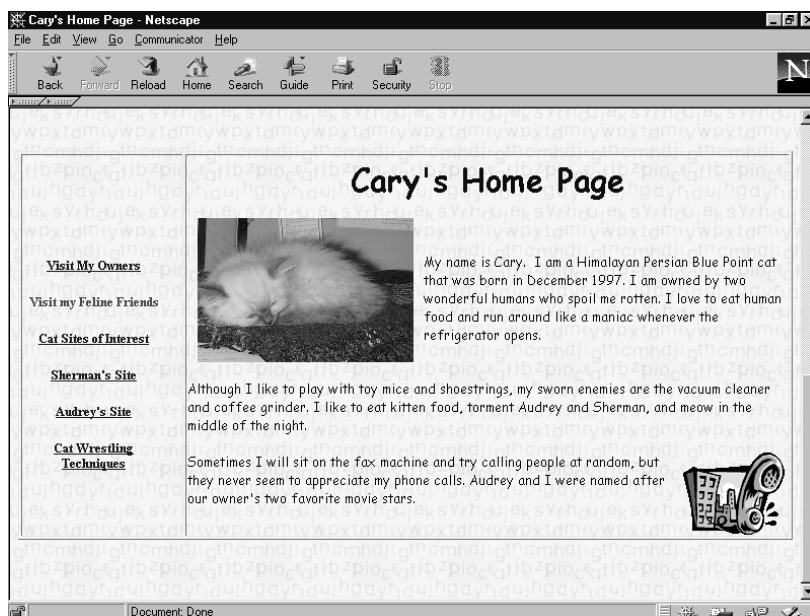 Cary's Home Page - Netscape
File Edit View Go Communicator Help
Back Forward Reload Home Search Guide Print Security Stop
N
Cary's Home Page
Visit My Owners
Visit my Feline Friends
Cat Sites of Interest
Sherman's Site
Audrey's Site
Cat Wrestling
Techniques
My name is Cary. I am a Himalayan Persian Blue Point cat
that was born in December 1997. I am owned by two
wonderful humans who spoil me rotten. I love to eat human
food and run around like a maniac whenever the
refrigerator opens.
Although I like to play with toy mice and shoestrings, my sworn enemies are the vacuum cleaner
and coffee grinder. I like to eat kitten food, torment Audrey and Sherman, and meow in the
middle of the night.
Sometimes I will sit on the fax machine and try calling people at random, but
they never seem to appreciate my phone calls. Audrey and I were named after
our owner's two favorite movie stars.
Document: Done